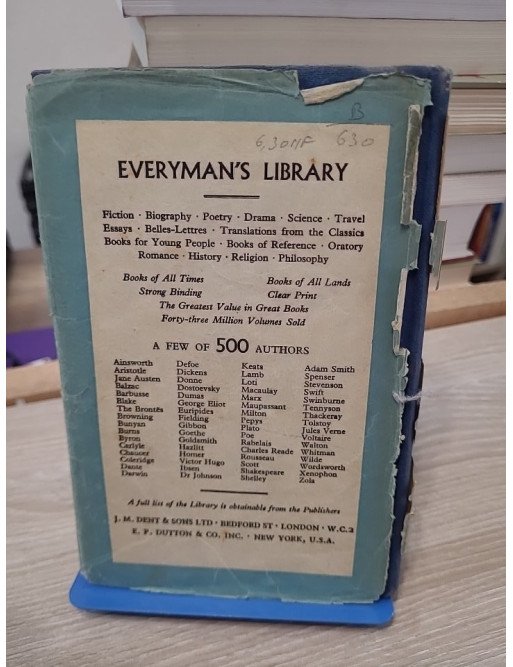 B
630
EVERYMAN'S LIBRARY
Fiction · Biography · Poetry · Drama · Science · Travel
Essays · Belles-Lettres · Translations from the Classics
Books for Young People · Books of Reference · Oratory
Romance · History · Religion · Philosophy
Books of All Times
Books of All Lands
Strong Binding
Clear Print
The Greatest Value in Great Books
Forty-three Million Volumes Sold
A FEW OF 500 AUTHORS
Ainsworth
Aristotle
Jane Austen
Balzac
Barbusse
Blake
The Brontës
Browning
Bunyan
Burns
Byron
Carlyle
Chaucer
Coleridge
Dante
Darwin
Defoe
Dickens
Donne
Dostoevsky
Dumas
George Eliot
Euripides
Fielding
Gibbon
Goethe
Goldsmith
Hazlitt
Homer
Victor Hugo
Ibsen
Dr Johnson
Keats
Lamb
Loti
Macaulay
Marx
Maupassant
Milton
Pepys
Plato
Poe
Rabelais
Charles Reade
Rousseau
Scott
Shakespeare
Shelley
Adam Smith
Spenser
Stevenson
Swift
Swinburne
Tennyson
Thackeray
Tolstoy
Jules Verne
Voltaire
Walton
Whitman
Wilde
Wordsworth
Xenophon
Zola
A full list of the Library is obtainable from the Publishers
J. M. DENT & SONS LTD · BEDFORD ST · LONDON · W.C.2
E. P. DUTTON & CO. INC. · NEW YORK, U.S.A.